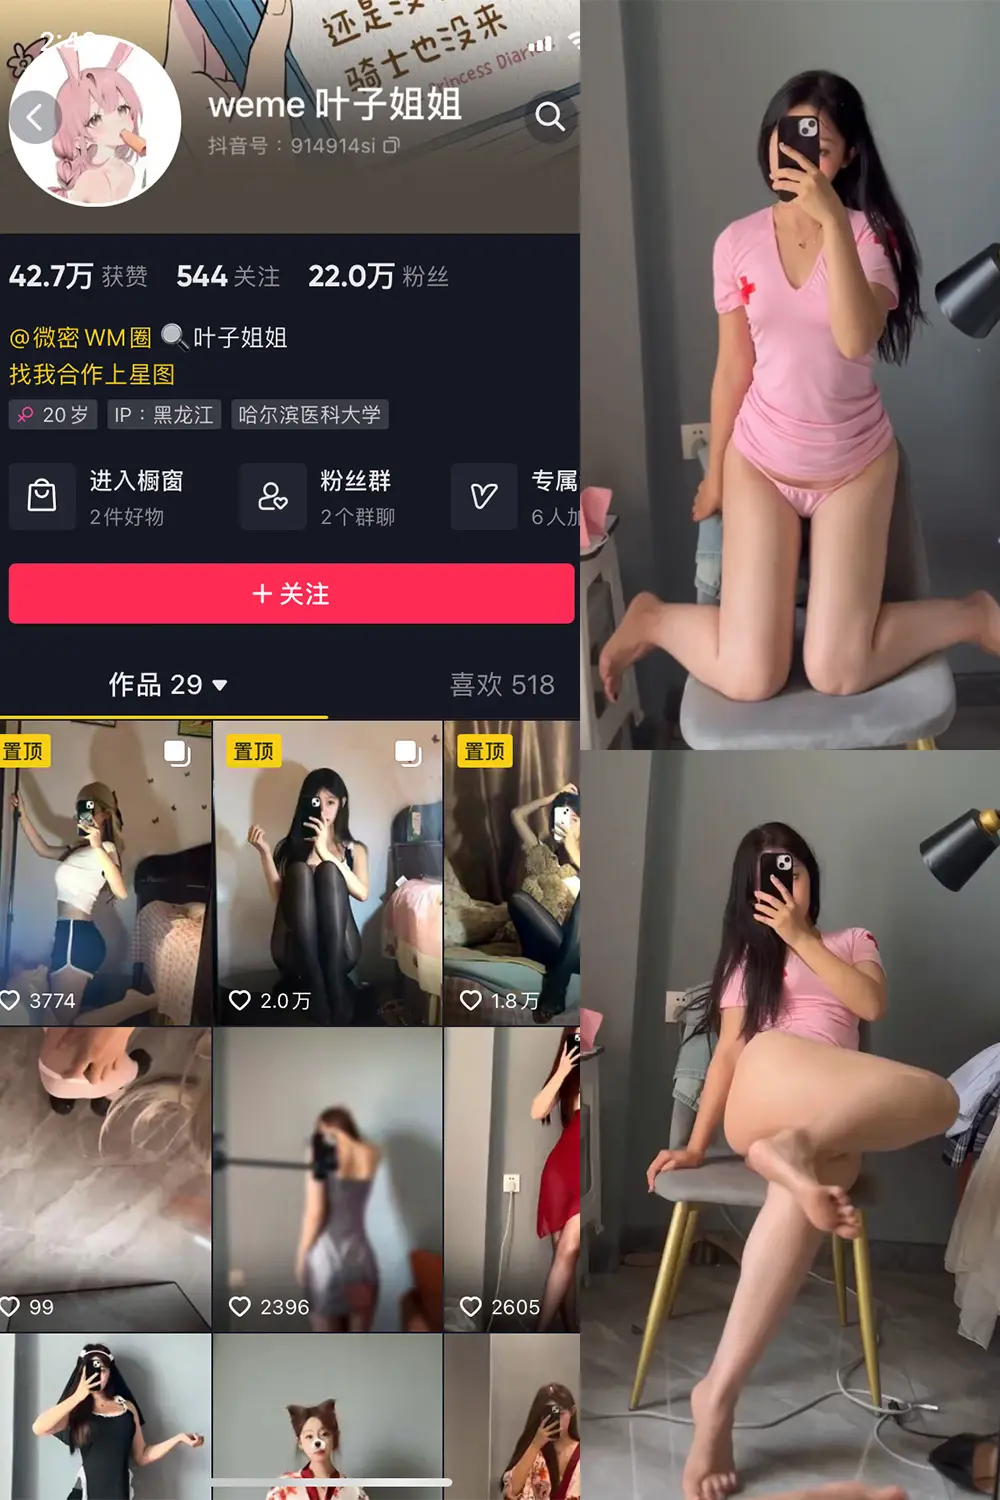 还是没
骑士也没来
Princess Diary
2:4
weme 叶子姐姐
抖音号：914914si
42.7万 获赞 544 关注 22.0万 粉丝
@微密WM圈 🔍叶子姐姐
找我合作上星图
20岁 IP：黑龙江 哈尔滨医科大学
进入橱窗 粉丝群 专属
2件好物 2个群聊 6人加
+ 关注
作品 29 喜欢 518
置顶 置顶 置顶
3774 2.0万 1.8万
99 2396 2605